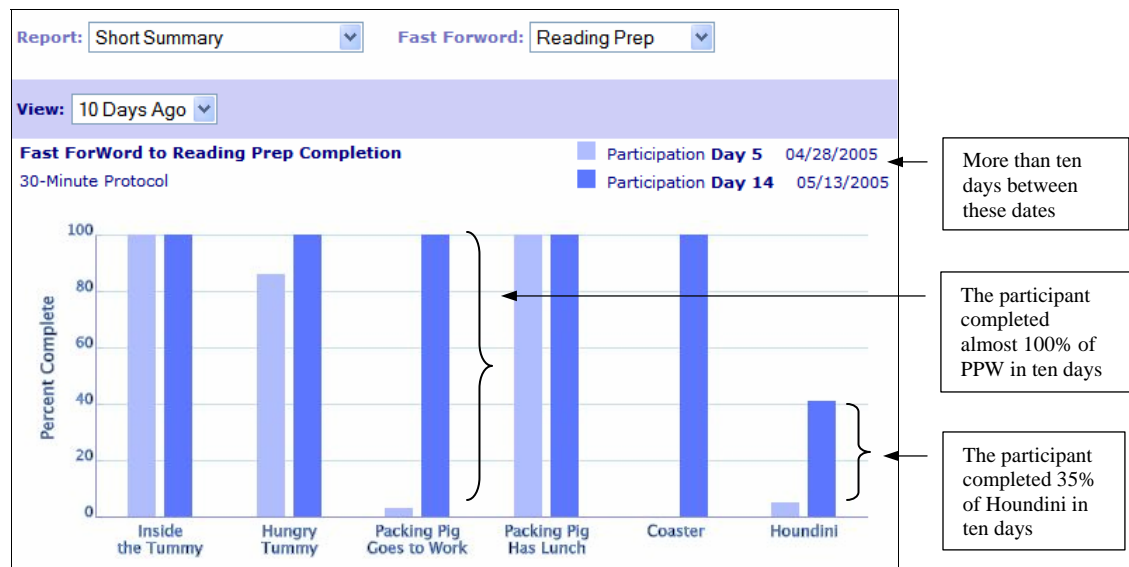 Report: Short Summary Fast Forword: Reading Prep
View: 10 Days Ago
Fast ForWord to Reading Prep Completion
30-Minute Protocol
Participation Day 5 04/28/2005
Participation Day 14 05/13/2005
More than ten
days between
these dates
Percent Complete
100
80
60
40
20
0
Inside
the Tummy
Hungry
Tummy
Packing Pig
Goes to Work
Packing Pig
Has Lunch
Coaster
Houndini
The participant
completed
almost 100% of
PPW in ten days
The participant
completed 35%
of Houndini in
ten days